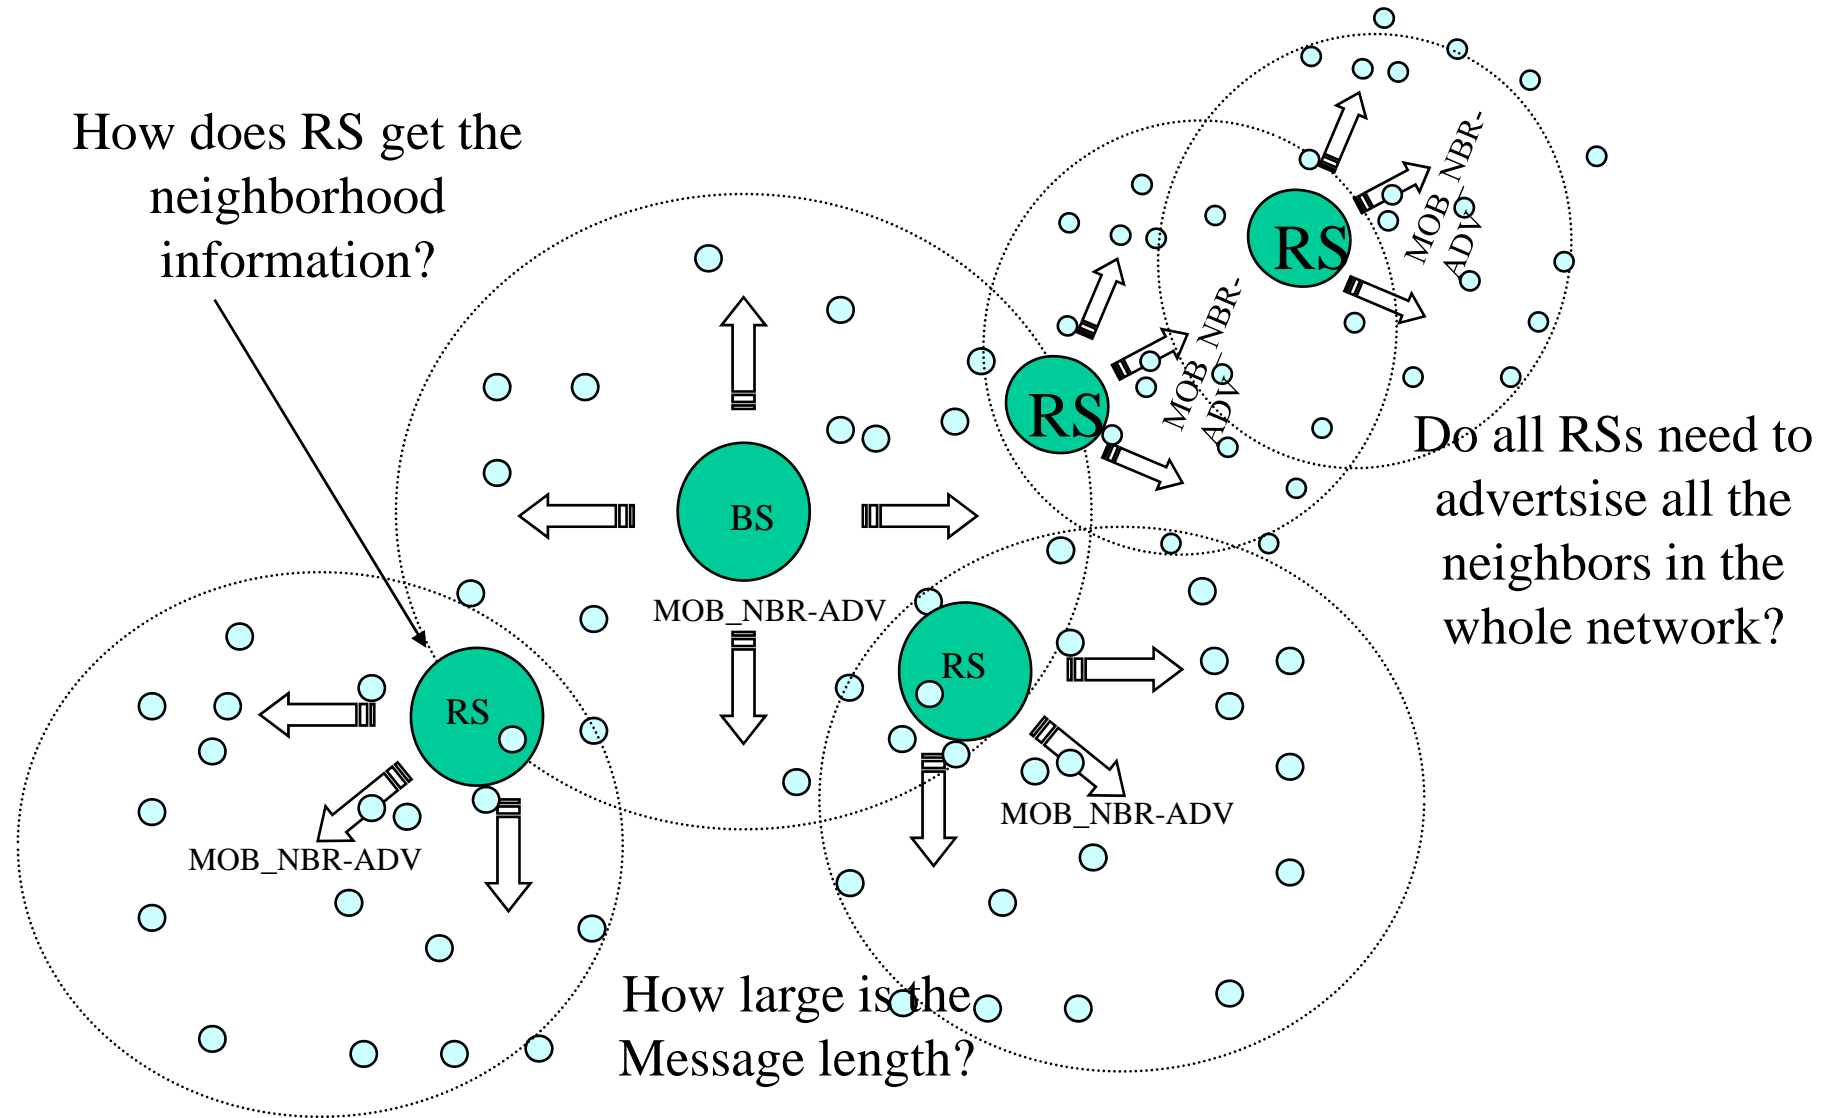 How does RS get the
neighborhood
information?
MOB_NBR-
ADV
RS
MOB_NBR-
ADV
RS
Do all RSs need to
advertsise all the
neighbors in the
whole network?
BS
MOB_NBR-ADV
RS
MOB_NBR-ADV
RS
MOB_NBR-ADV
How large is the
Message length?